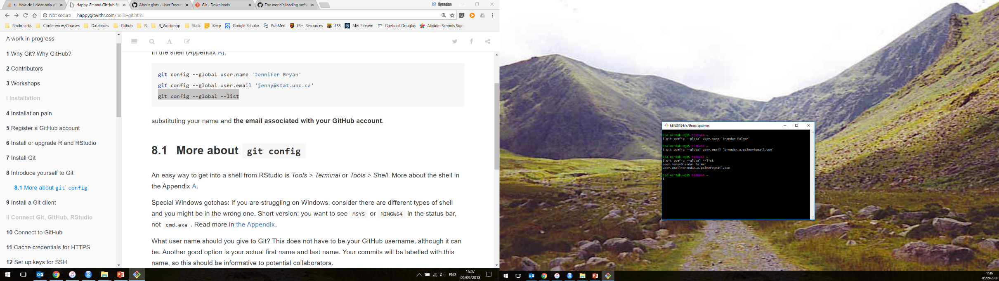 r - How do I clear only a f
Happy Git and GitHub for
About gists - User Docum
Git - Downloads
The world's leading softw
Brendan
Not secure | happygitwithr.com/hello-git.html
Bookmarks Conferences/Courses Databases Github R R_Workshop Stats Keep Google Scholar PubMed IReL Resources ESS Met Eireann Gaelscoil Douglas Aladdin Schools Sign
A work in progress
1 Why Git? Why GitHub?
2 Contributors
3 Workshops
I Installation
4 Installation pain
5 Register a GitHub account
6 Install or upgrade R and RStudio
7 Install Git
8 Introduce yourself to Git
8.1 More about git config
9 Install a Git client
II Connect Git, GitHub, RStudio
10 Connect to GitHub
11 Cache credentials for HTTPS
12 Set up keys for SSH
in the shell (Appendix A).
git config --global user.name 'Jennifer Bryan'
git config --global user.email 'jenny@stat.ubc.ca'
git config --global --list
substituting your name and the email associated with your GitHub account.
8.1 More about git config
An easy way to get into a shell from RStudio is Tools > Terminal or Tools > Shell. More about the shell in
the Appendix A.
Special Windows gotchas: If you are struggling on Windows, consider there are different types of shell
and you might be in the wrong one. Short version: you want to see MSYS or MINGW64 in the status bar,
not cmd.exe. Read more in the Appendix.
What user name should you give to Git? This does not have to be your GitHub username, although it can
be. Another good option is your actual first name and last name. Your commits will be labelled with this
name, so this should be informative to potential collaborators.
ENG
15:07
05/09/2018
MINGW64:/c/Users/bpalmer
bpalmer@ph-wgb5 MINGW64 ~
$ git config --global user.name 'Brendan Palmer'
bpalmer@ph-wgb5 MINGW64 ~
$ git config --global user.email 'brendan.a.palmer@gmail.com'
bpalmer@ph-wgb5 MINGW64 ~
$ git config --global --list
user.name=Brendan Palmer
user.email=brendan.a.palmer@gmail.com
bpalmer@ph-wgb5 MINGW64 ~
$
15:07
05/09/2018